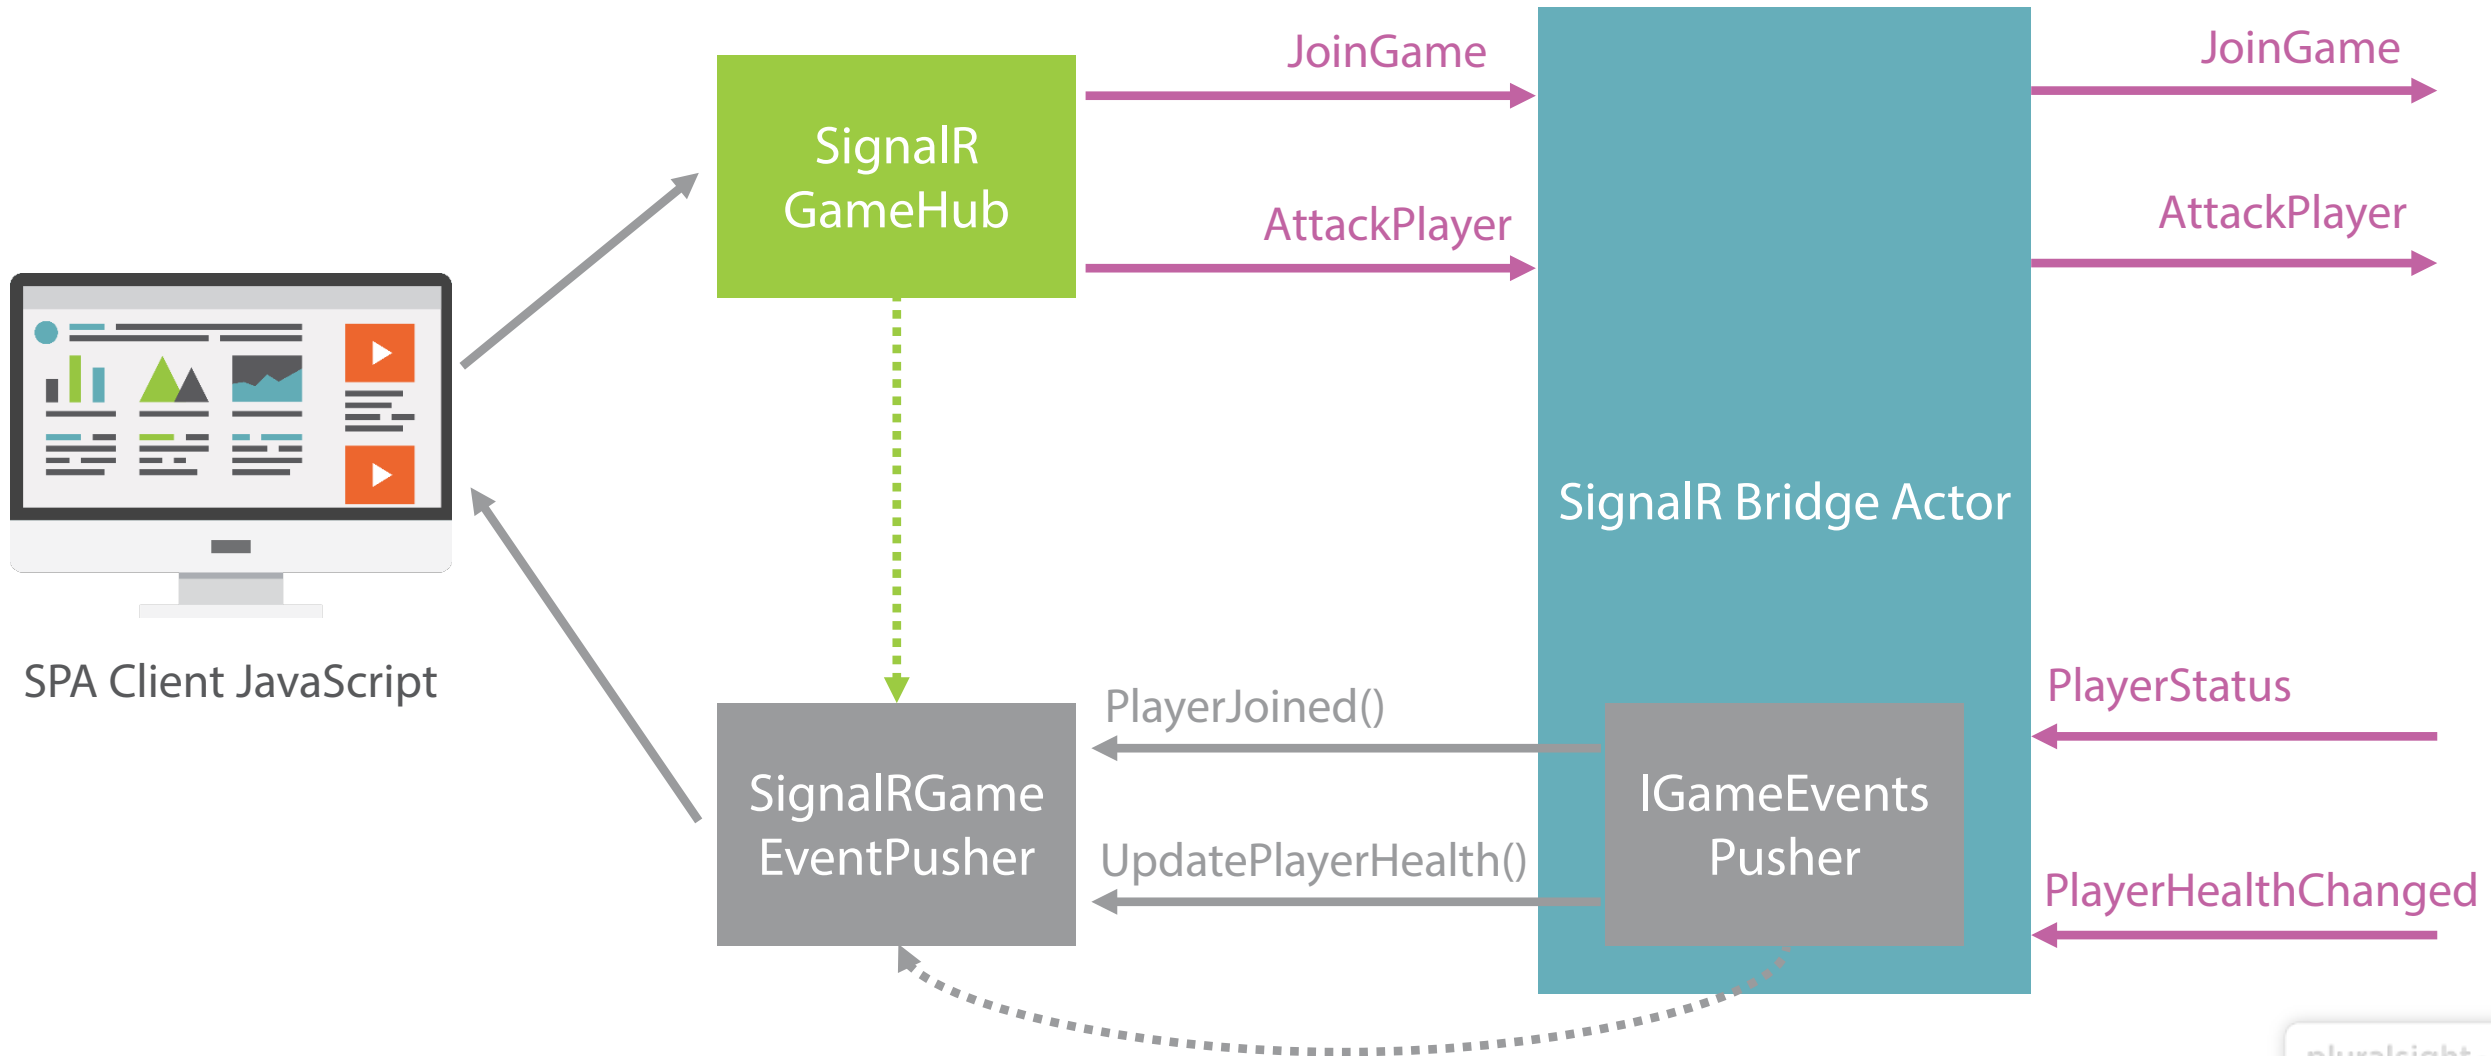 JoinGame
JoinGame
SignalR
GameHub
AttackPlayer
AttackPlayer
SignalR Bridge Actor
SPA Client JavaScript
PlayerJoined()
PlayerStatus
SignalRGame
EventPusher
IGameEvents
Pusher
UpdatePlayerHealth()
PlayerHealthChanged
pluralsight